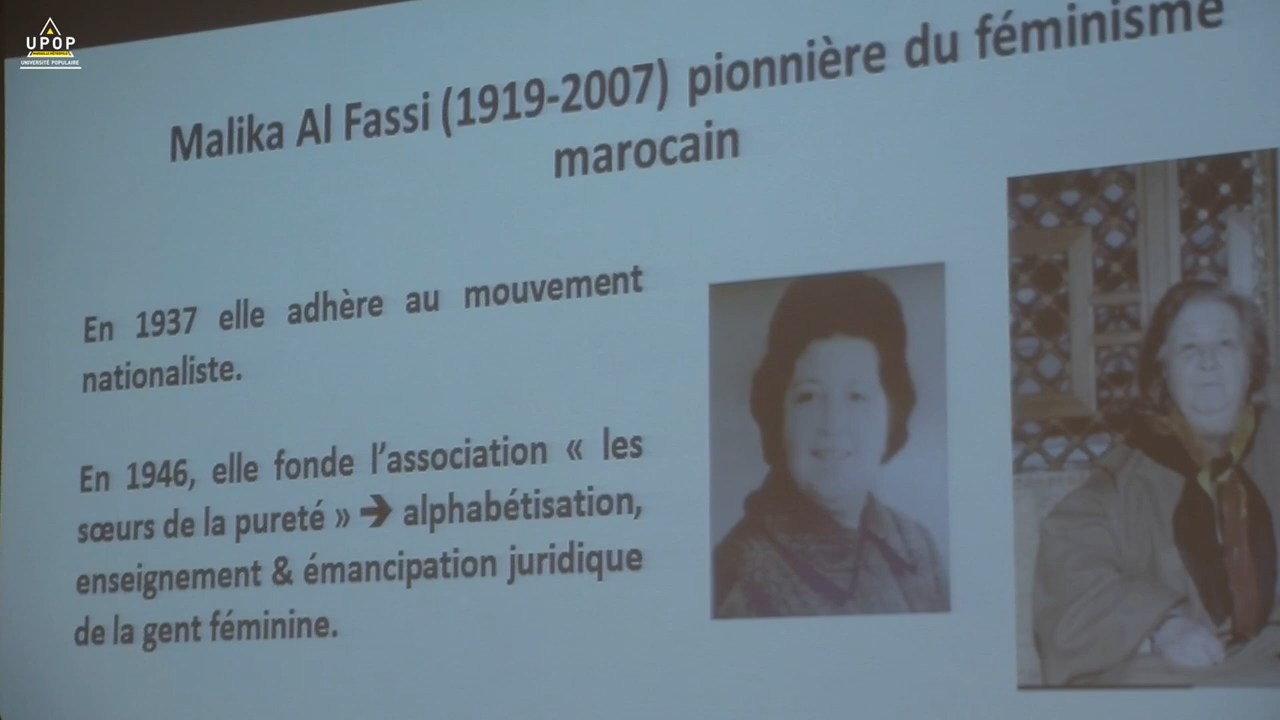 UPOP
UNIVERSITÉ POPULAIRE
Malika Al Fassi (1919-2007) pionnière du féminisme
marocain
En 1937 elle adhère au mouvement
nationaliste.
En 1946, elle fonde l’association « les
sœurs de la pureté » ➔ alphabétisation,
enseignement & émancipation juridique
de la gent féminine.